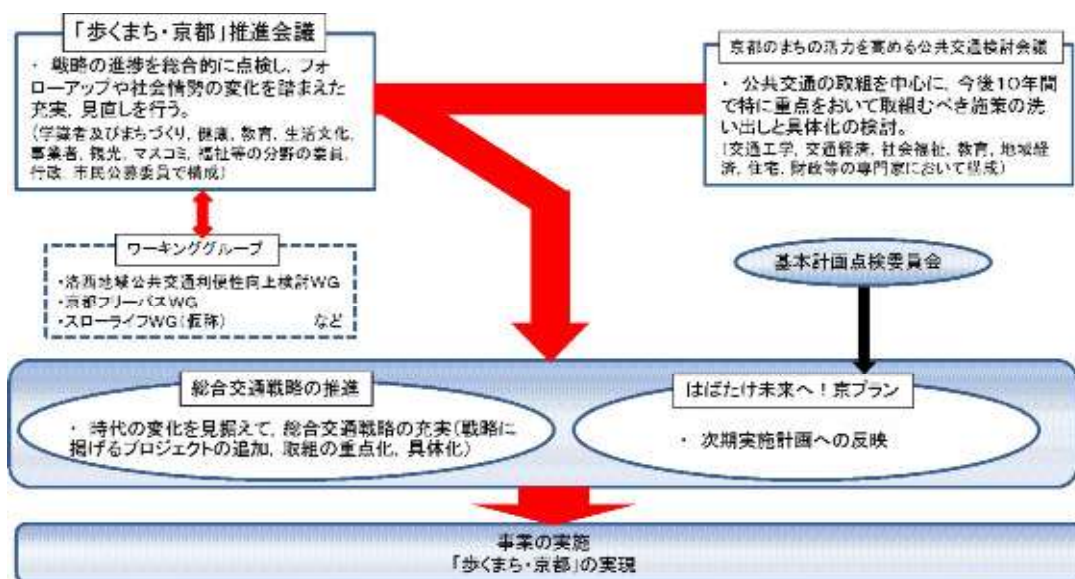 「歩くまち・京都」推進会議
・ 戦略の進捗を総合的に点検し，フォ
ローアップや社会情勢の変化を踏まえた
充実，見直しを行う。
（学識者及びまちづくり，健康，教育，生活文化，
事業者，観光，マスコミ，福祉等の分野の委員，
行政，市民公募委員で構成）
京都のまちの活力を高める公共交通検討会議
・ 公共交通の取組を中心に，今後１０年間
で特に重点をおいて取組むべき施策の洗
い出しと具体化の検討。
（交通工学，交通経済，社会福祉，教育，地域経
済，住宅，財政等の専門家において構成）
ワーキンググループ
・洛西地域公共交通利便性向上検討WG
・京都フリーパスWG
・スローライフWG（仮称） など
基本計画点検委員会
総合交通戦略の推進
・ 時代の変化を見据えて，総合交通戦略の充実（戦略に
掲げるプロジェクトの追加，取組の重点化，具体化）
はばたけ未来へ！京プラン
・ 次期実施計画への反映
事業の実施
「歩くまち・京都」の実現